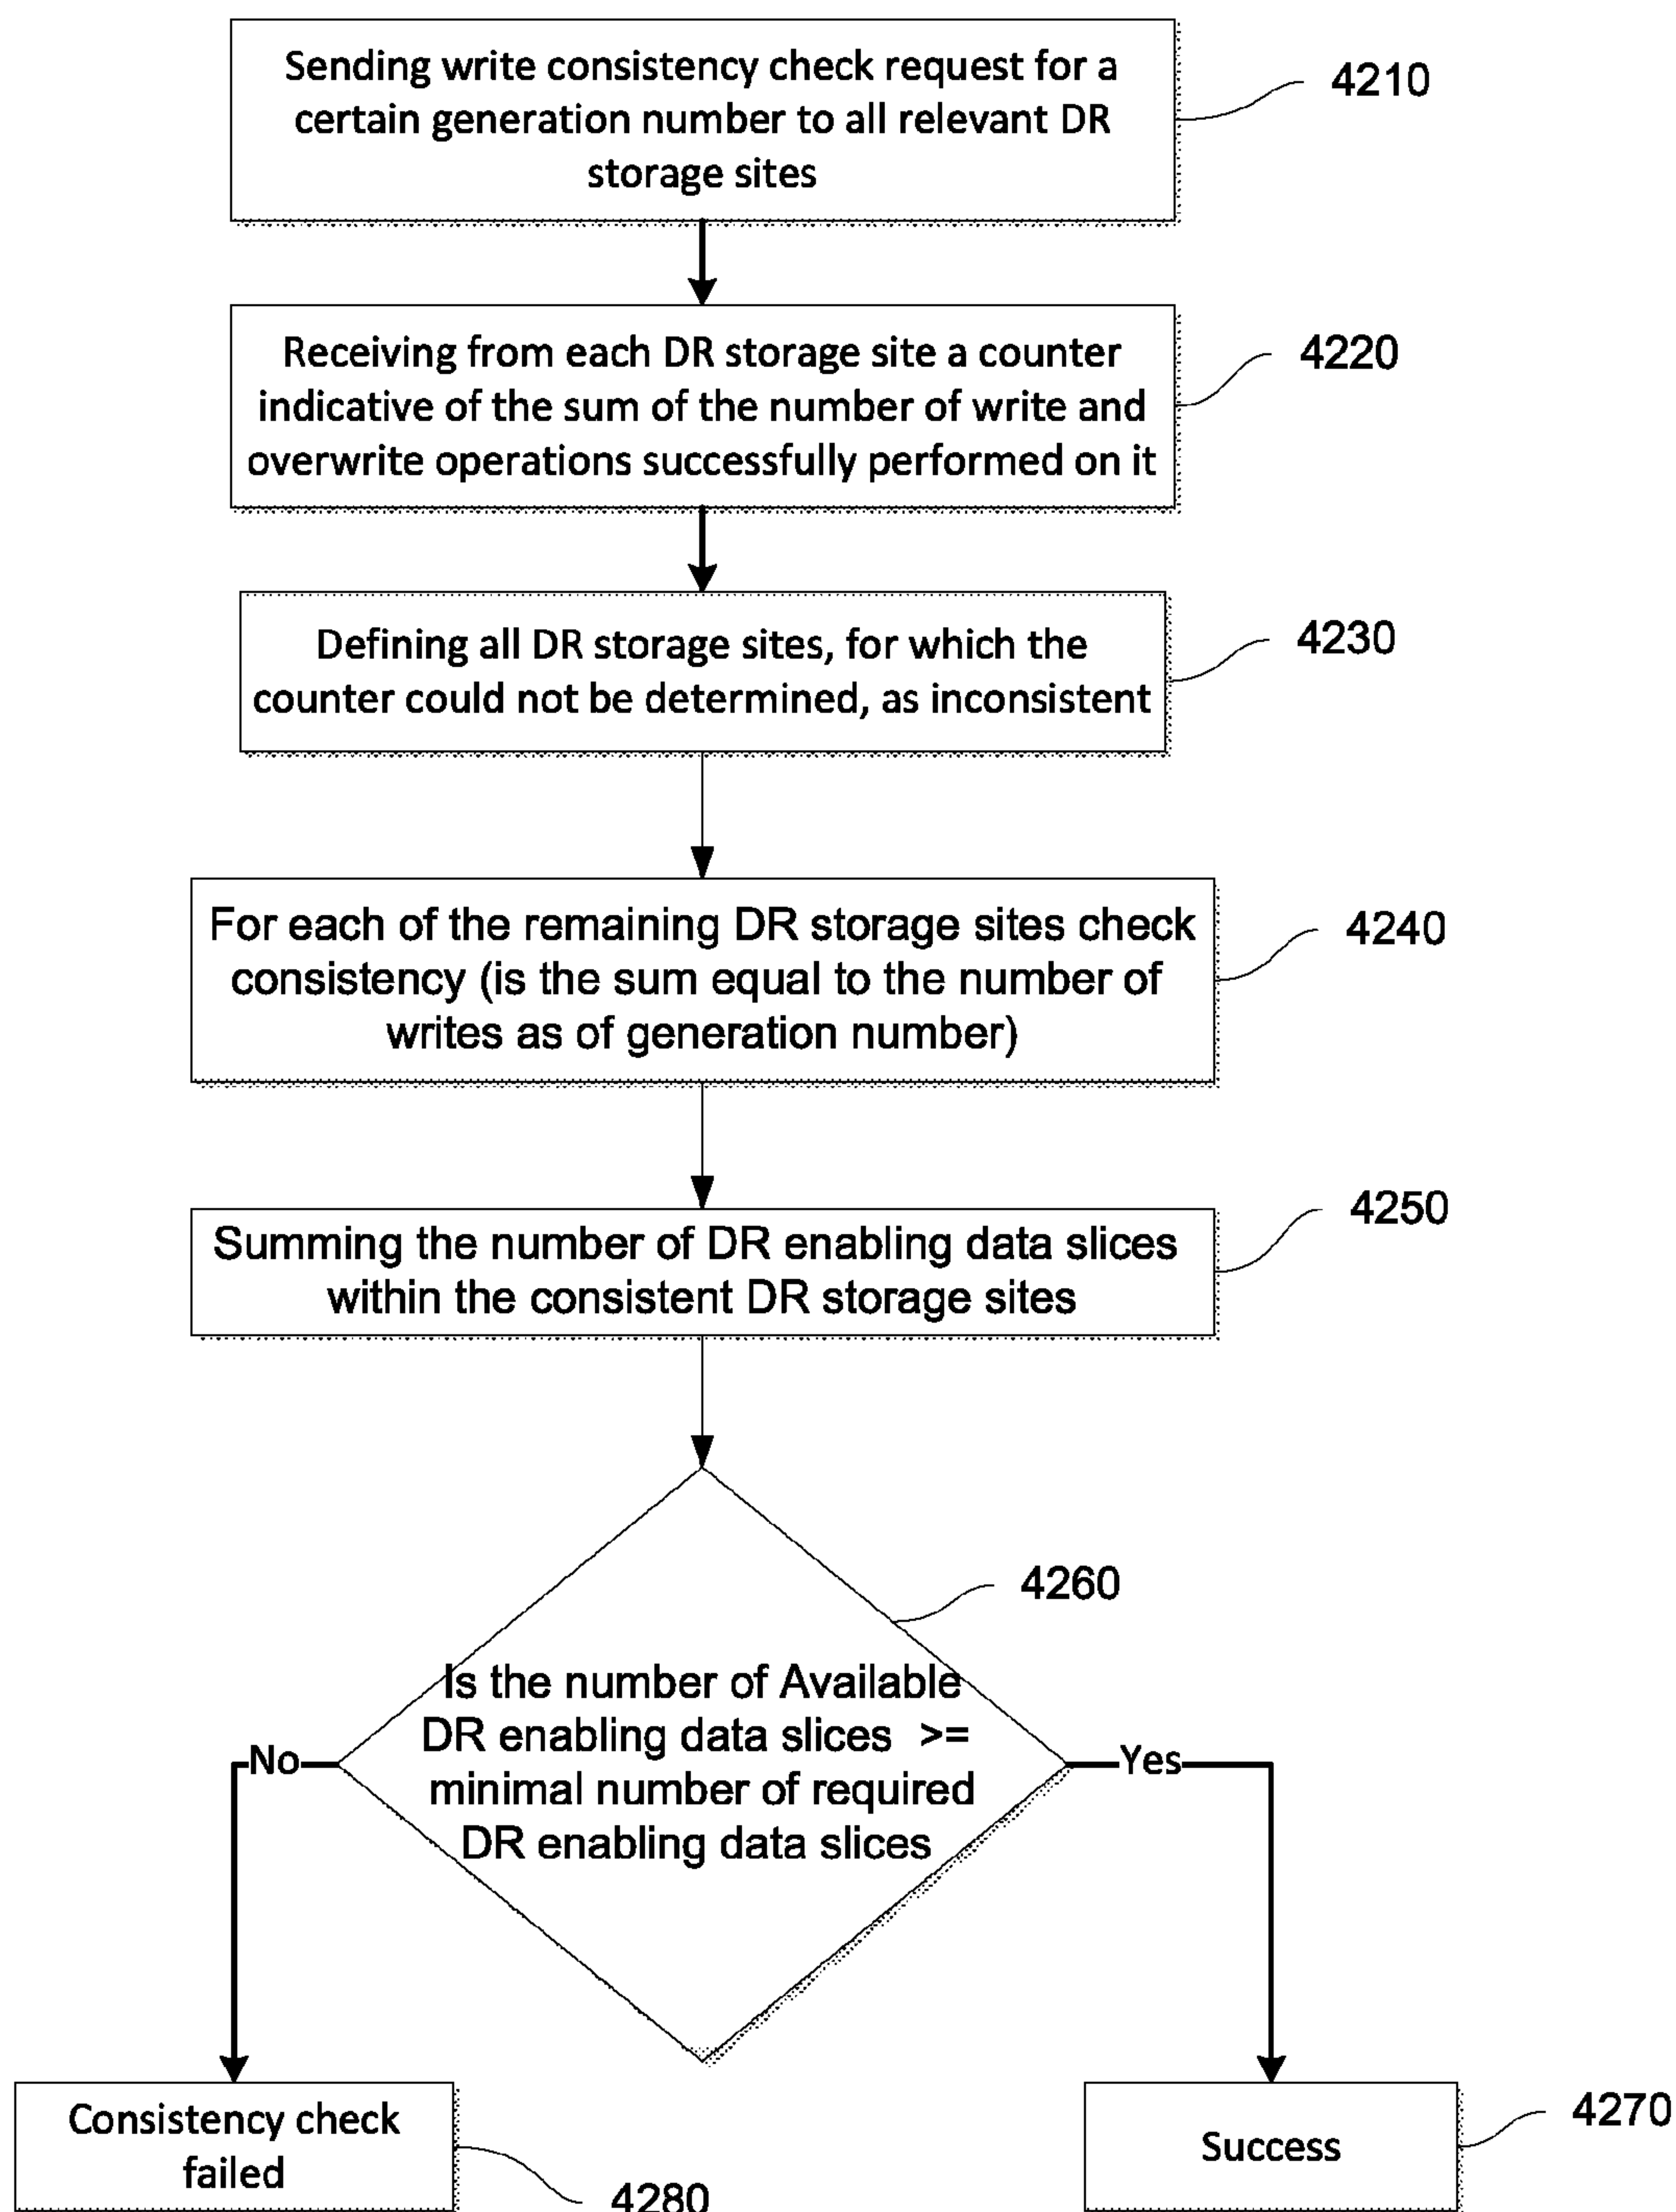 Sending write consistency check request for a
certain generation number to all relevant DR
storage sites
4210
Receiving from each DR storage site a counter
indicative of the sum of the number of write and
overwrite operations successfully performed on it
4220
Defining all DR storage sites, for which the
counter could not be determined, as inconsistent
4230
For each of the remaining DR storage sites check
consistency (is the sum equal to the number of
writes as of generation number)
4240
Summing the number of DR enabling data slices
within the consistent DR storage sites
4250
4260
Is the number of Available
DR enabling data slices >=
minimal number of required
DR enabling data slices
No
Yes
Consistency check
failed
4280
Success
4270